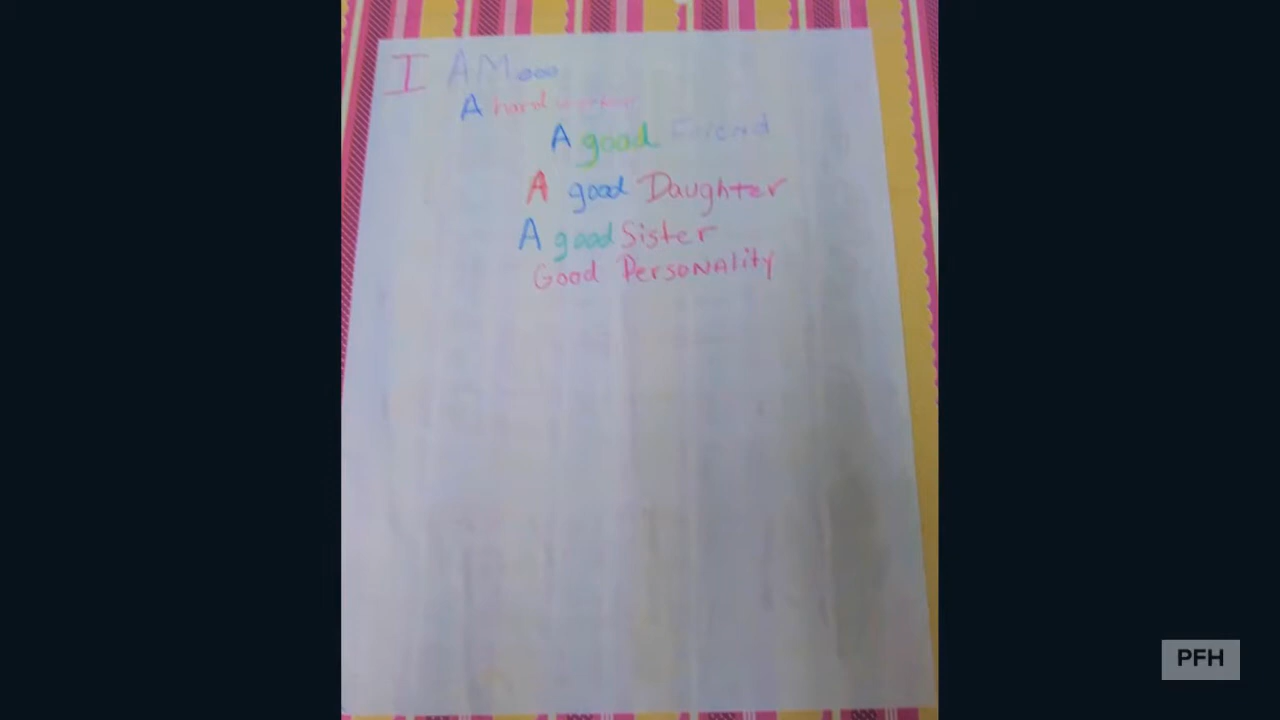 I AM...
A hard worker
A good Friend
A good Daughter
A good Sister
Good Personality
PFH